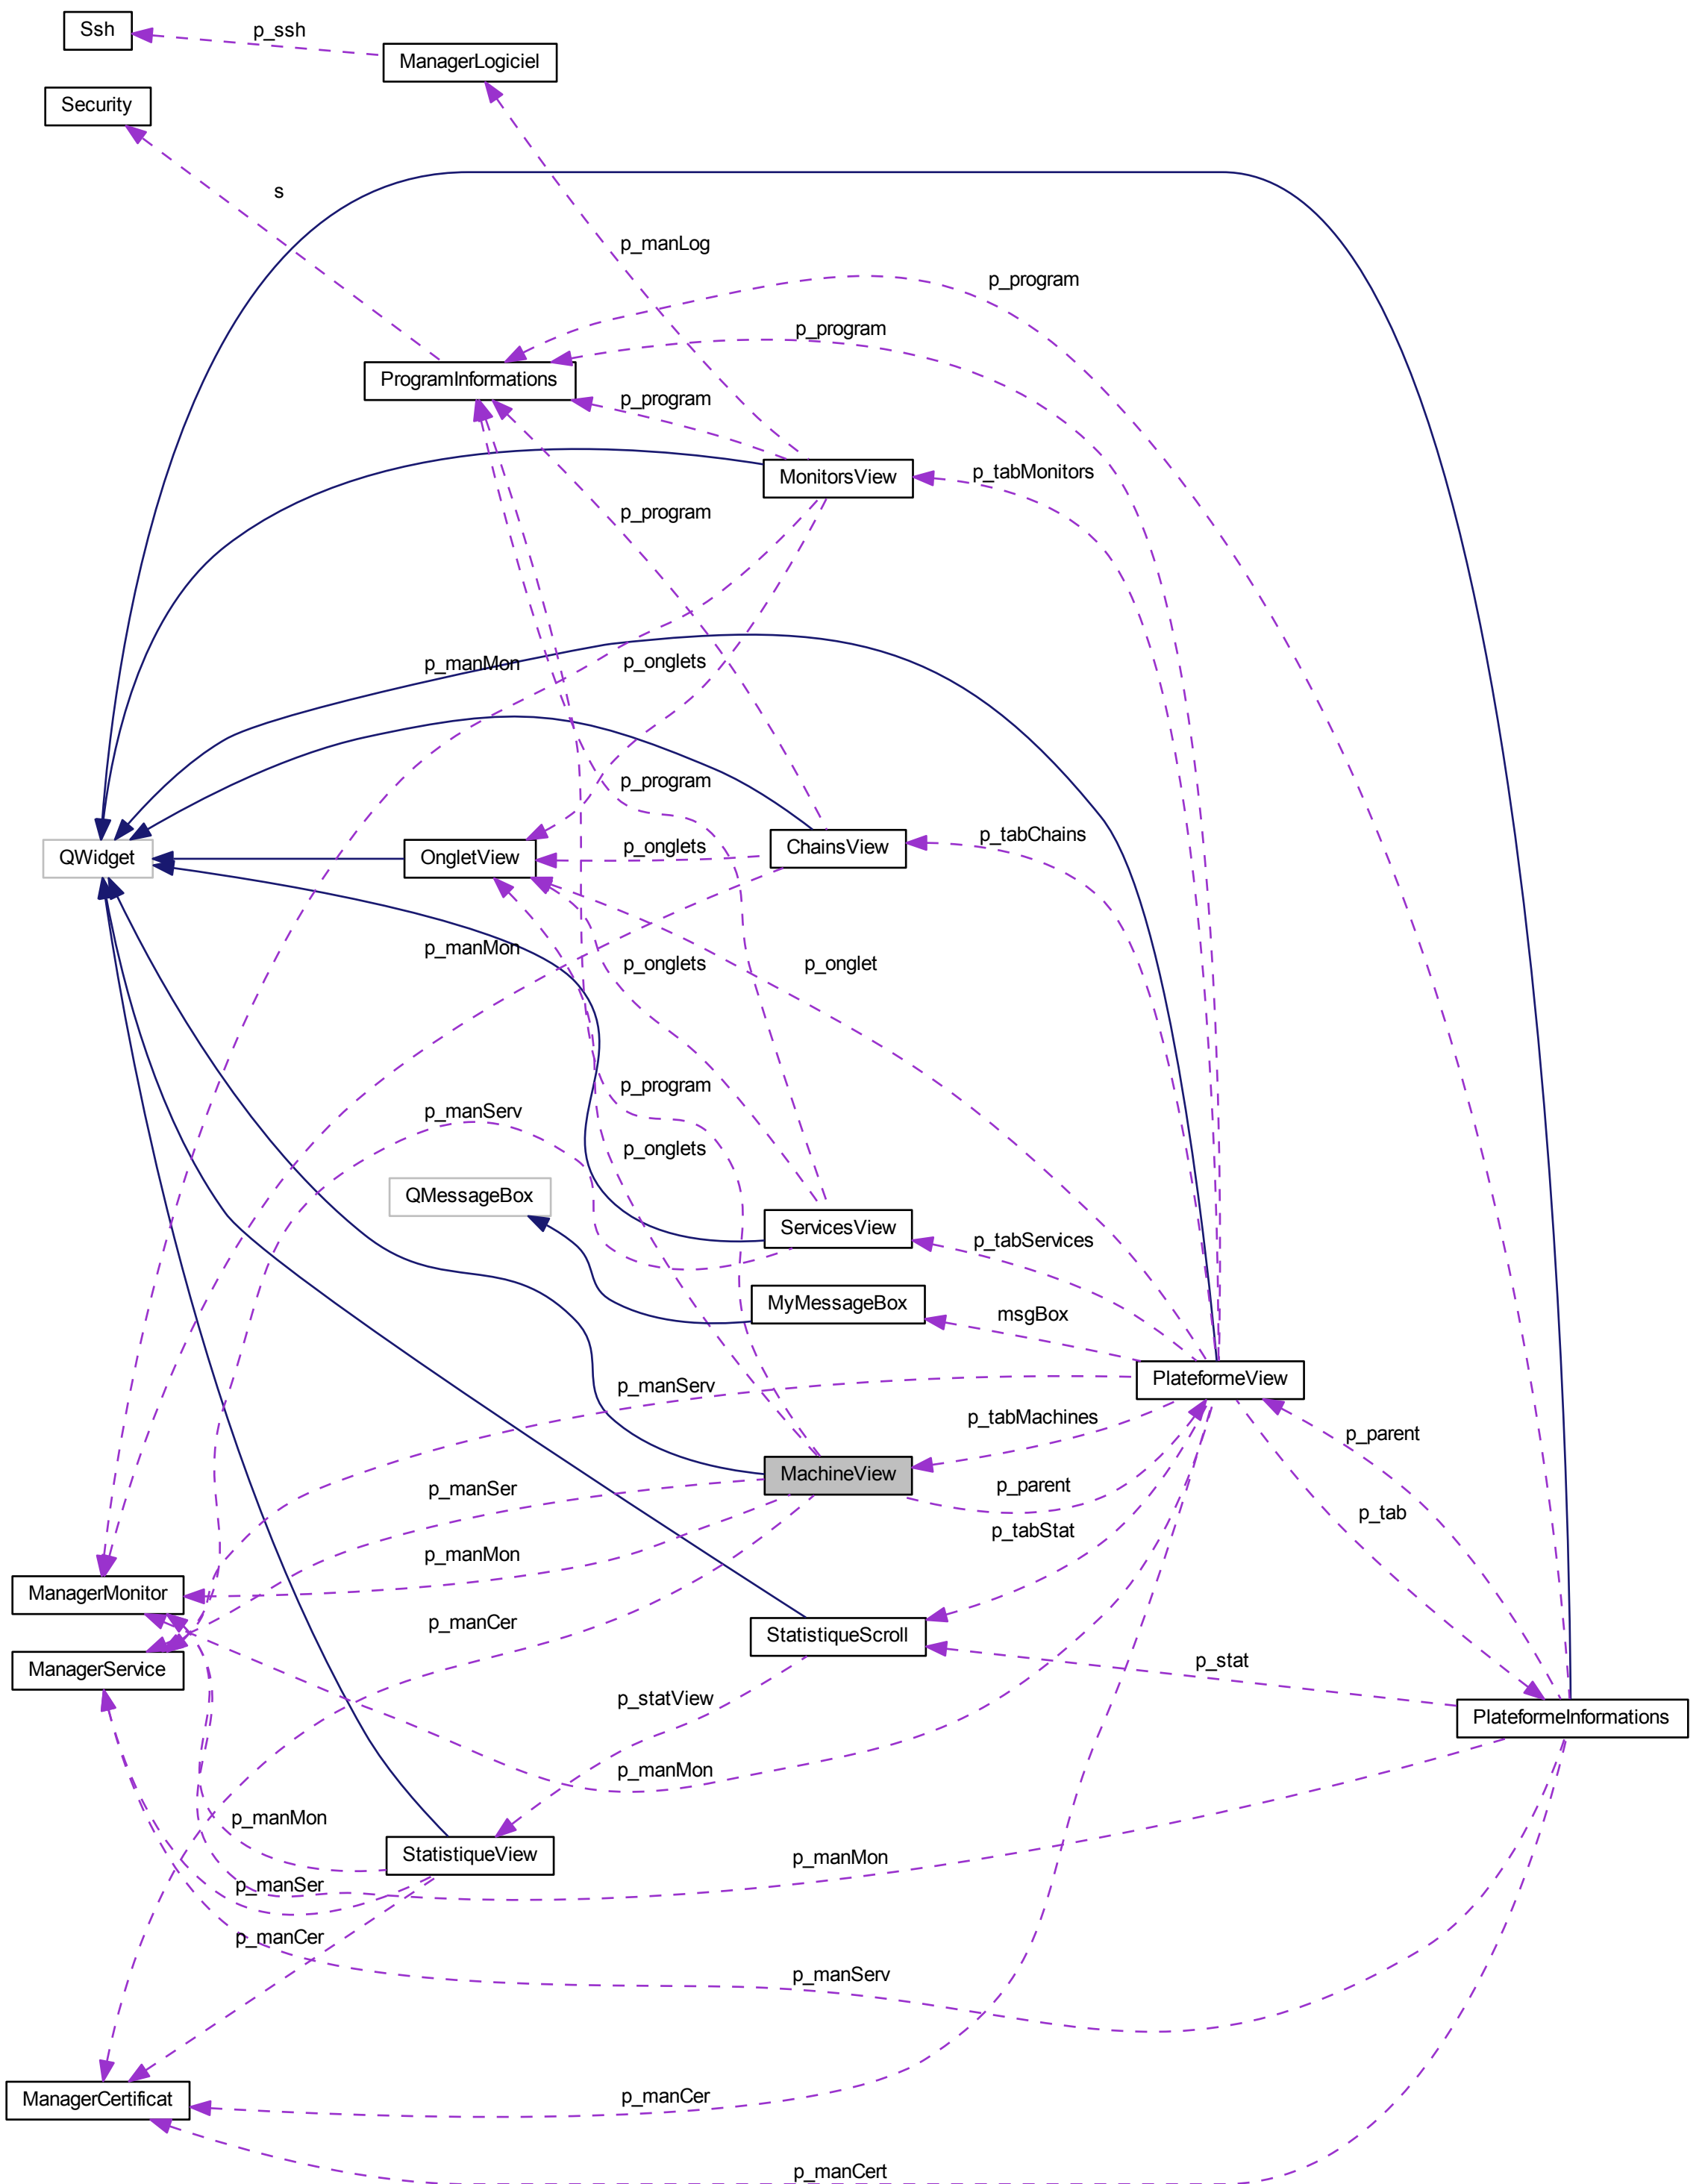 Ssh
p_ssh
ManagerLogiciel
Security
s
p_manLog
p_program
p_program
ProgramInformations
p_program
MonitorsView
p_tabMonitors
p_program
p_manMon
p_onglets
p_program
p_tabChains
QWidget
OngletView
p_onglets
ChainsView
p_manMon
p_onglets
p_onglet
p_program
p_manServ
p_onglets
QMessageBox
ServicesView
p_tabServices
MyMessageBox
msgBox
PlateformeView
p_manServ
p_tabMachines
p_parent
MachineView
p_manSer
p_parent
p_tab
p_tabStat
p_manMon
ManagerMonitor
p_manCer
StatistiqueScroll
p_stat
ManagerService
p_statView
PlateformeInformations
p_manMon
p_manMon
StatistiqueView
p_manMon
p_manSer
p_manCer
p_manServ
ManagerCertificat
p_manCer
p_manCert